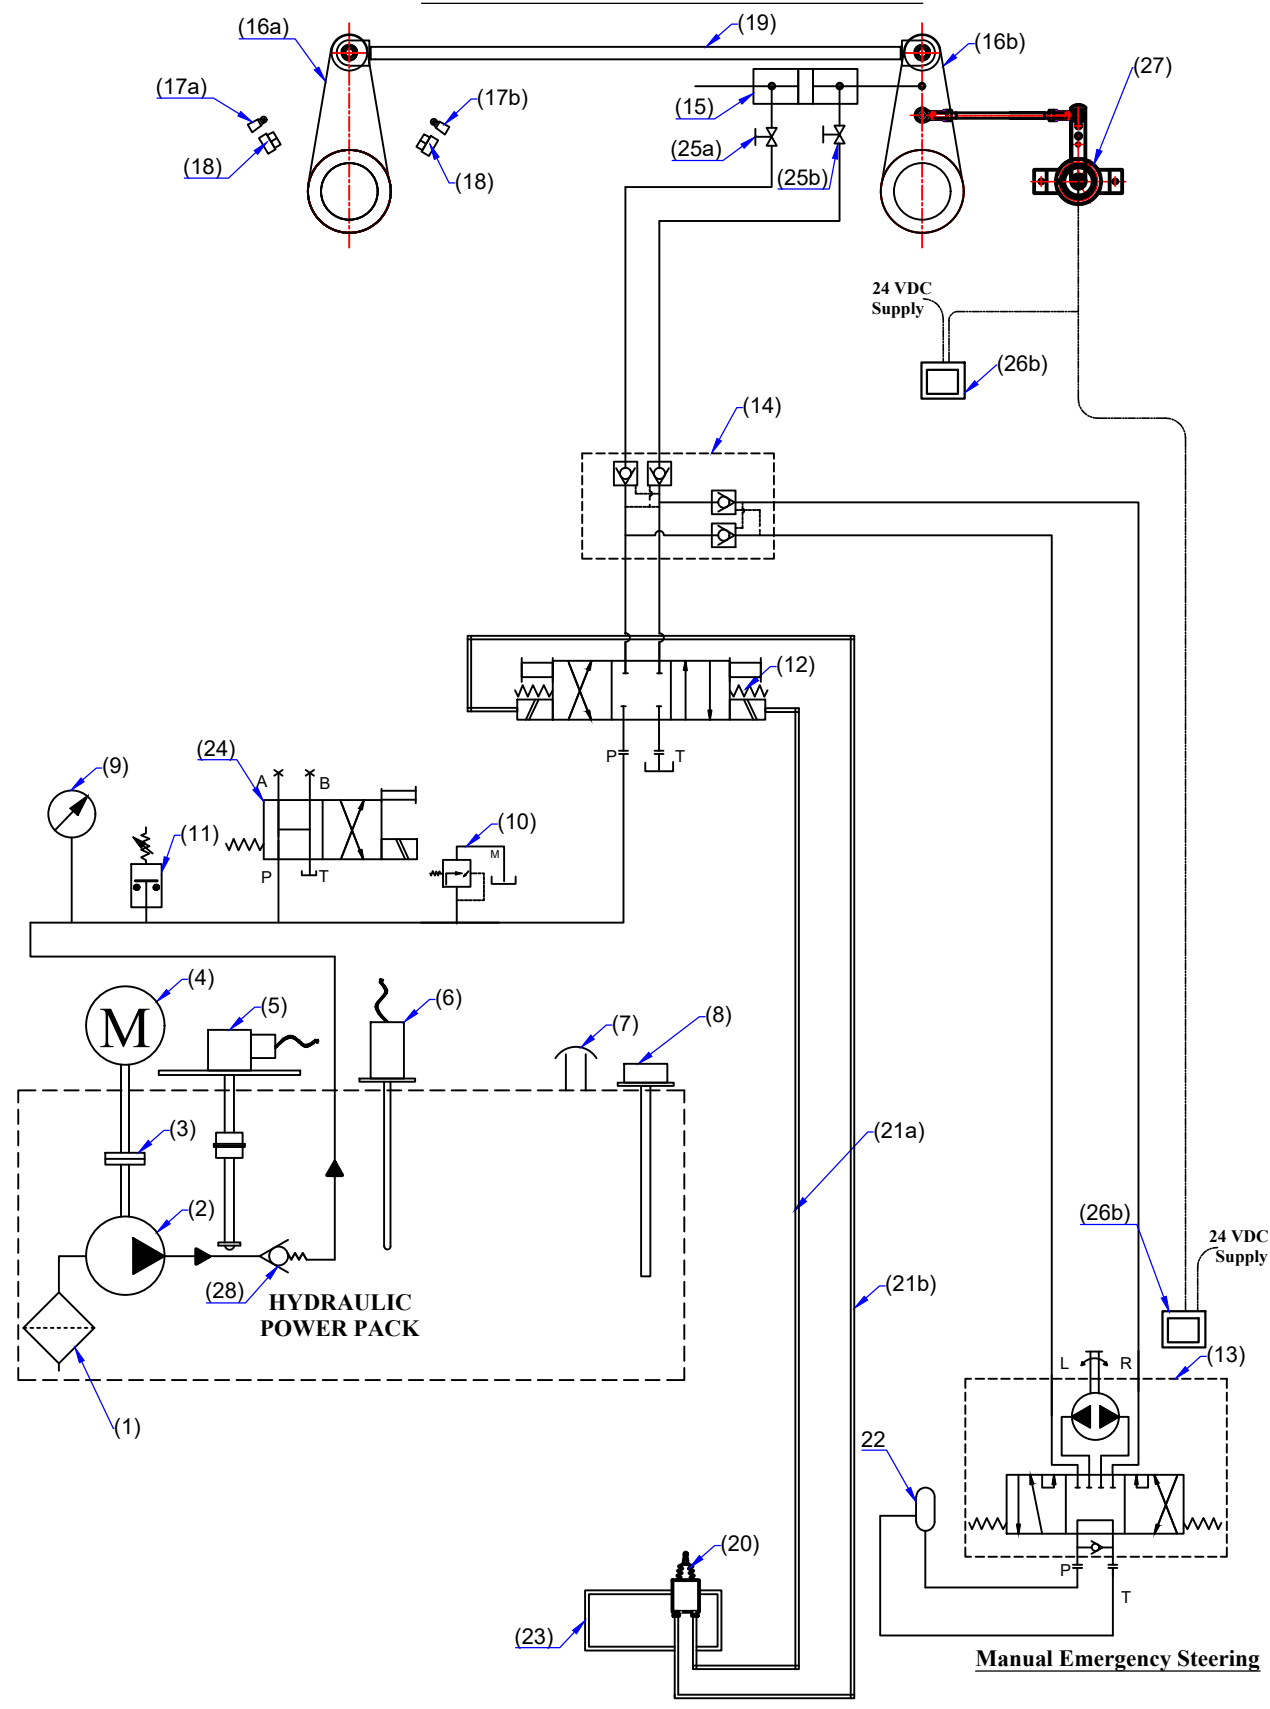 (16a)
(19)
(16b)
(27)
(17a)
(17b)
(15)
(18)
(18)
(25a)
(25b)
24 VDC
Supply
(26b)
(14)
(12)
P
T
(24)
(9)
A
B
(11)
(10)
M
P
T
(4)
(5)
(6)
(7)
(8)
M
(3)
(21a)
(2)
(26b)
24 VDC
Supply
(28)
(21b)
HYDRAULIC
POWER PACK
L
R
(13)
(1)
22
(20)
P
T
(23)
Manual Emergency Steering